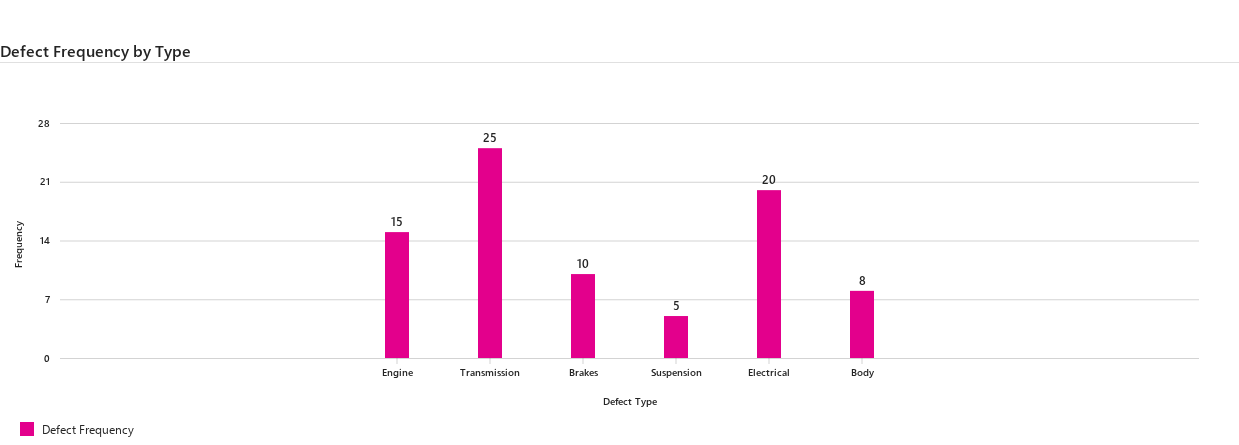 Defect Frequency by Type
28
21
14
7
0
Frequency
15
25
10
5
20
8
Engine Transmission Brakes Suspension Electrical Body
Defect Type
Defect Frequency